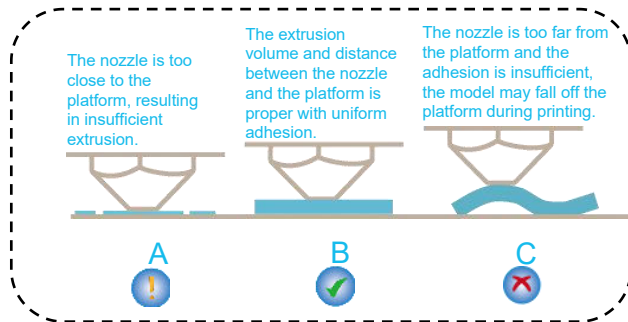 The nozzle is too
close to the
platform, resulting
in insufficient
extrusion.
The extrusion
volume and distance
between the nozzle
and the platform is
proper with uniform
adhesion.
The nozzle is too far from
the platform and the
adhesion is insufficient,
the model may fall off the
platform during printing.
A
B
C